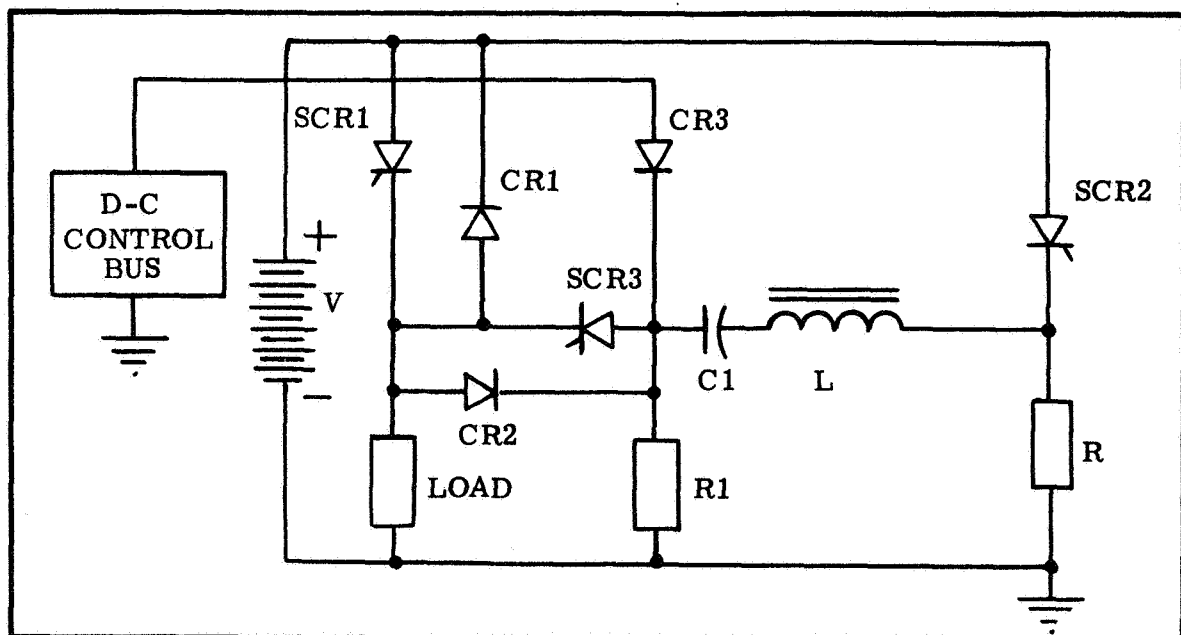 SCR1
CR3
D-C
CONTROL
BUS
CR1
SCR2
+
V
SCR3
−
C1
L
CR2
LOAD
R1
R